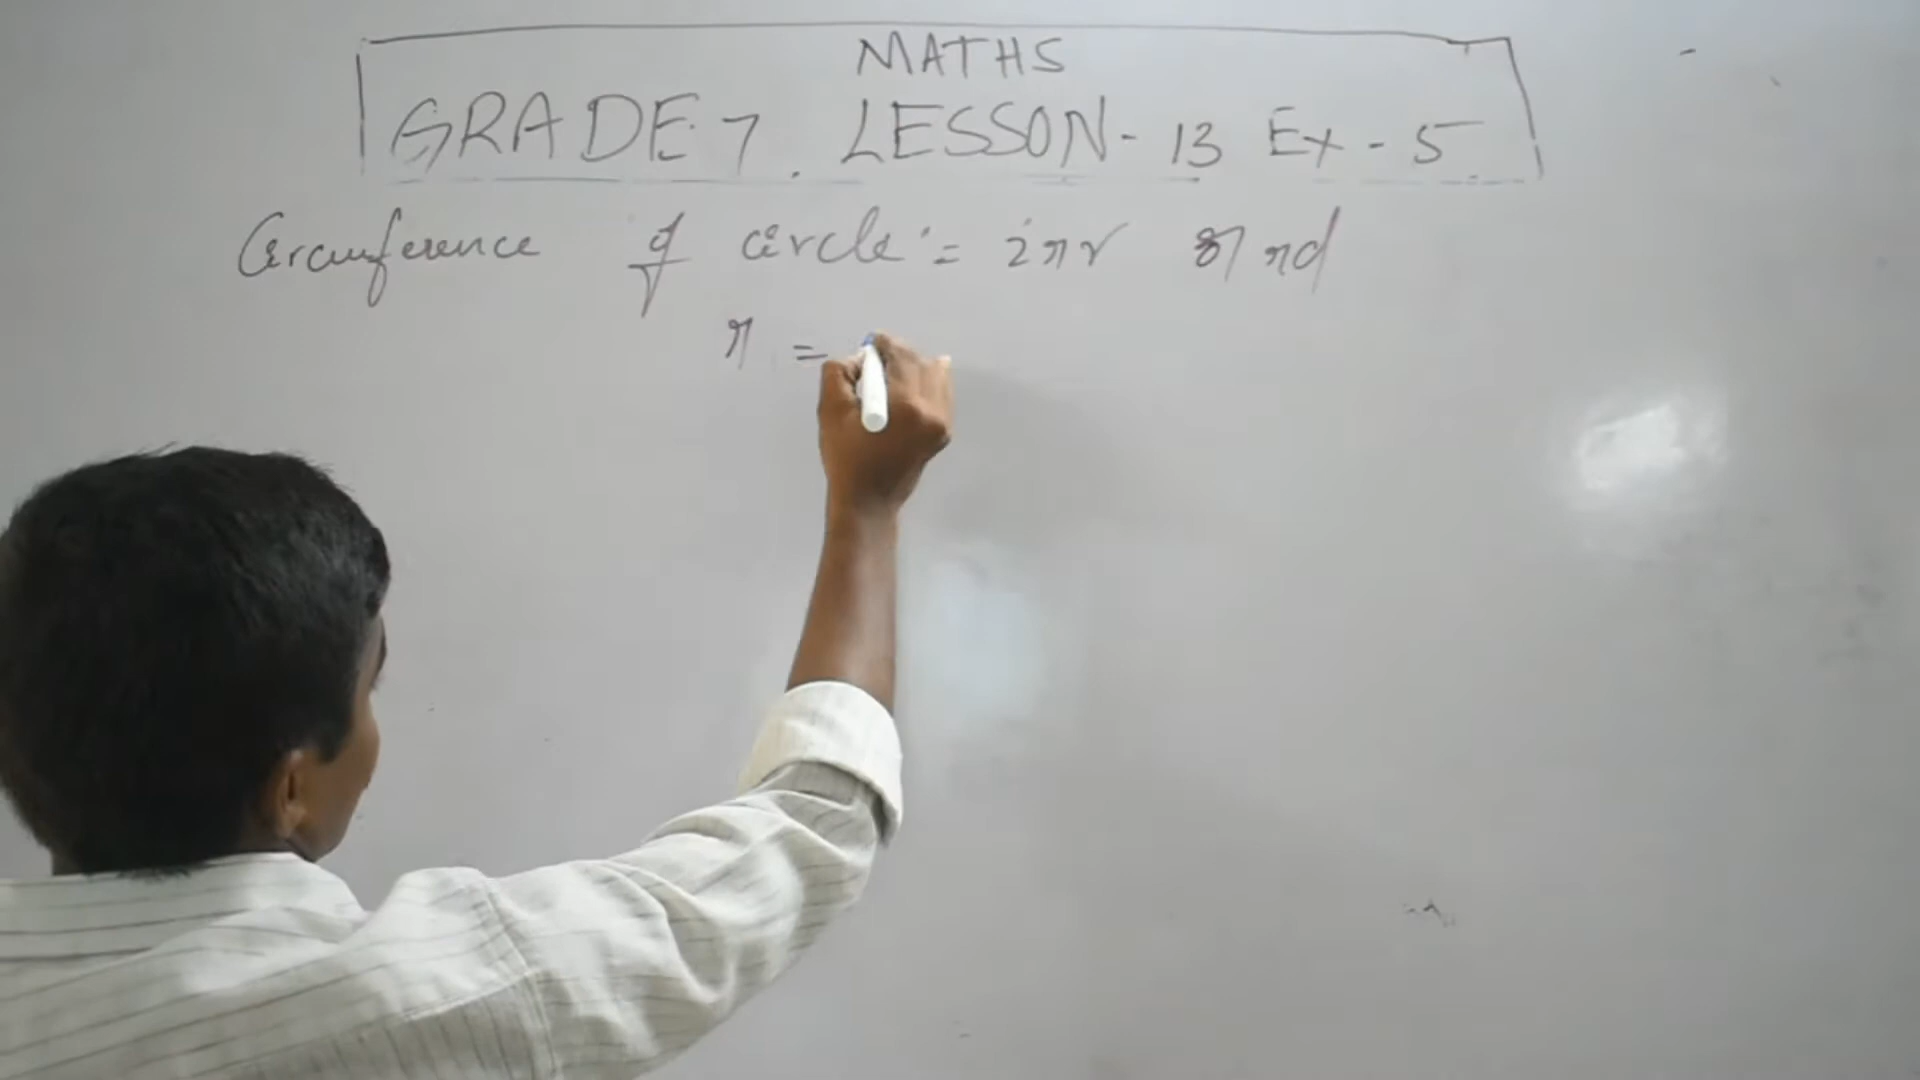 MATHS
GRADE 7. LESSON - 13 Ex - 5
Circumference of circle = 2πr or πd
π =